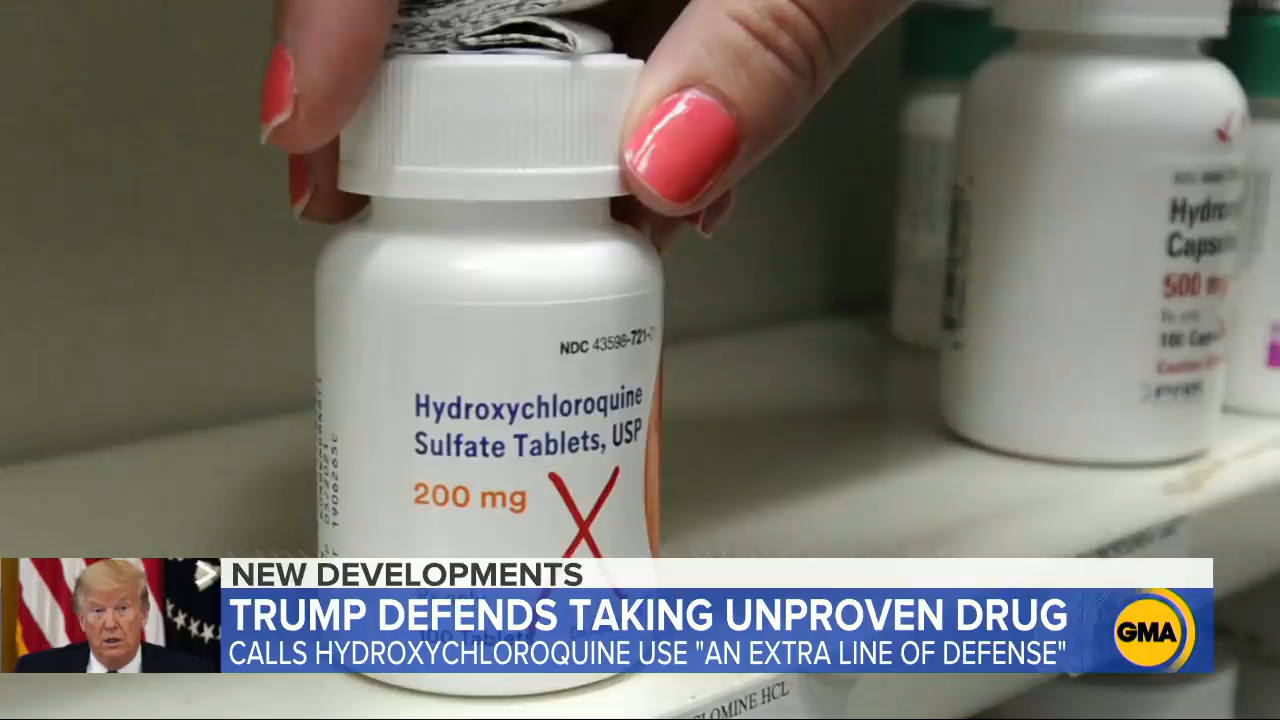 NDC 43598-721-
Hydroxychloroquine
Sulfate Tablets, USP
200 mg
X
500 mg
NEW DEVELOPMENTS
TRUMP DEFENDS TAKING UNPROVEN DRUG
CALLS HYDROXYCHLOROQUINE USE "AN EXTRA LINE OF DEFENSE"
GMA
HCL